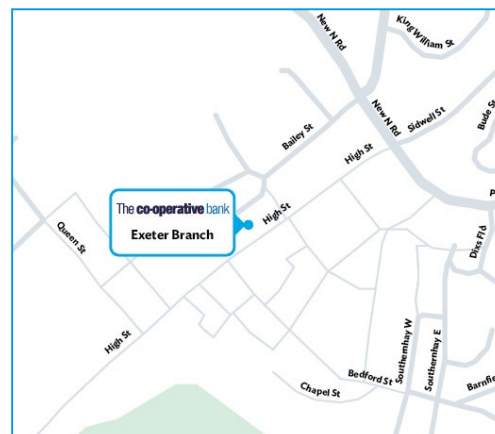 New N Rd
King William St
New N Rd
Sidwell St
Bude St
Bailey St
High St
P
The co-operative bank
Exeter Branch
High St
Queen St
Dixs Fld
High St
Southernhay W
Southernhay E
Bedford St
Chapel St
Barnfie